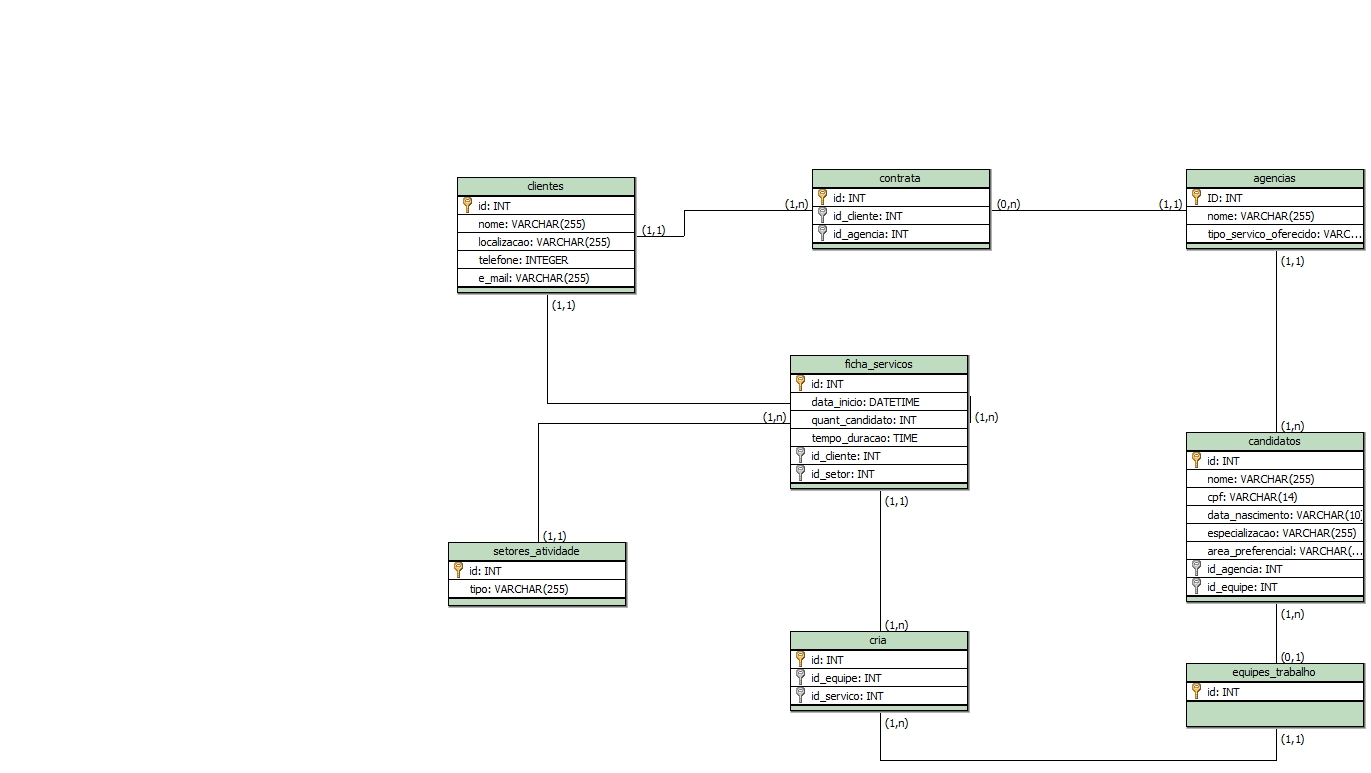 clientes
id: INT
nome: VARCHAR(255)
localizacao: VARCHAR(255)
telefone: INTEGER
e_mail: VARCHAR(255)
(1,1)
(1,1)
(1,n)
contrata
id: INT
id_cliente: INT
id_agencia: INT
(0,n)
(1,1)
agencias
ID: INT
nome: VARCHAR(255)
tipo_servico_oferecido: VARC...
(1,1)
ficha_servicos
id: INT
data_inicio: DATETIME
quant_candidato: INT
tempo_duracao: TIME
id_cliente: INT
id_setor: INT
(1,n)
(1,n)
(1,1)
(1,n)
candidatos
id: INT
nome: VARCHAR(255)
cpf: VARCHAR(14)
data_nascimento: VARCHAR(10)
especializacao: VARCHAR(255)
area_preferencial: VARCHAR(...
id_agencia: INT
id_equipe: INT
(1,n)
(1,1)
setores_atividade
id: INT
tipo: VARCHAR(255)
(1,n)
cria
id: INT
id_equipe: INT
id_servico: INT
(1,n)
(0,1)
equipes_trabalho
id: INT
(1,1)